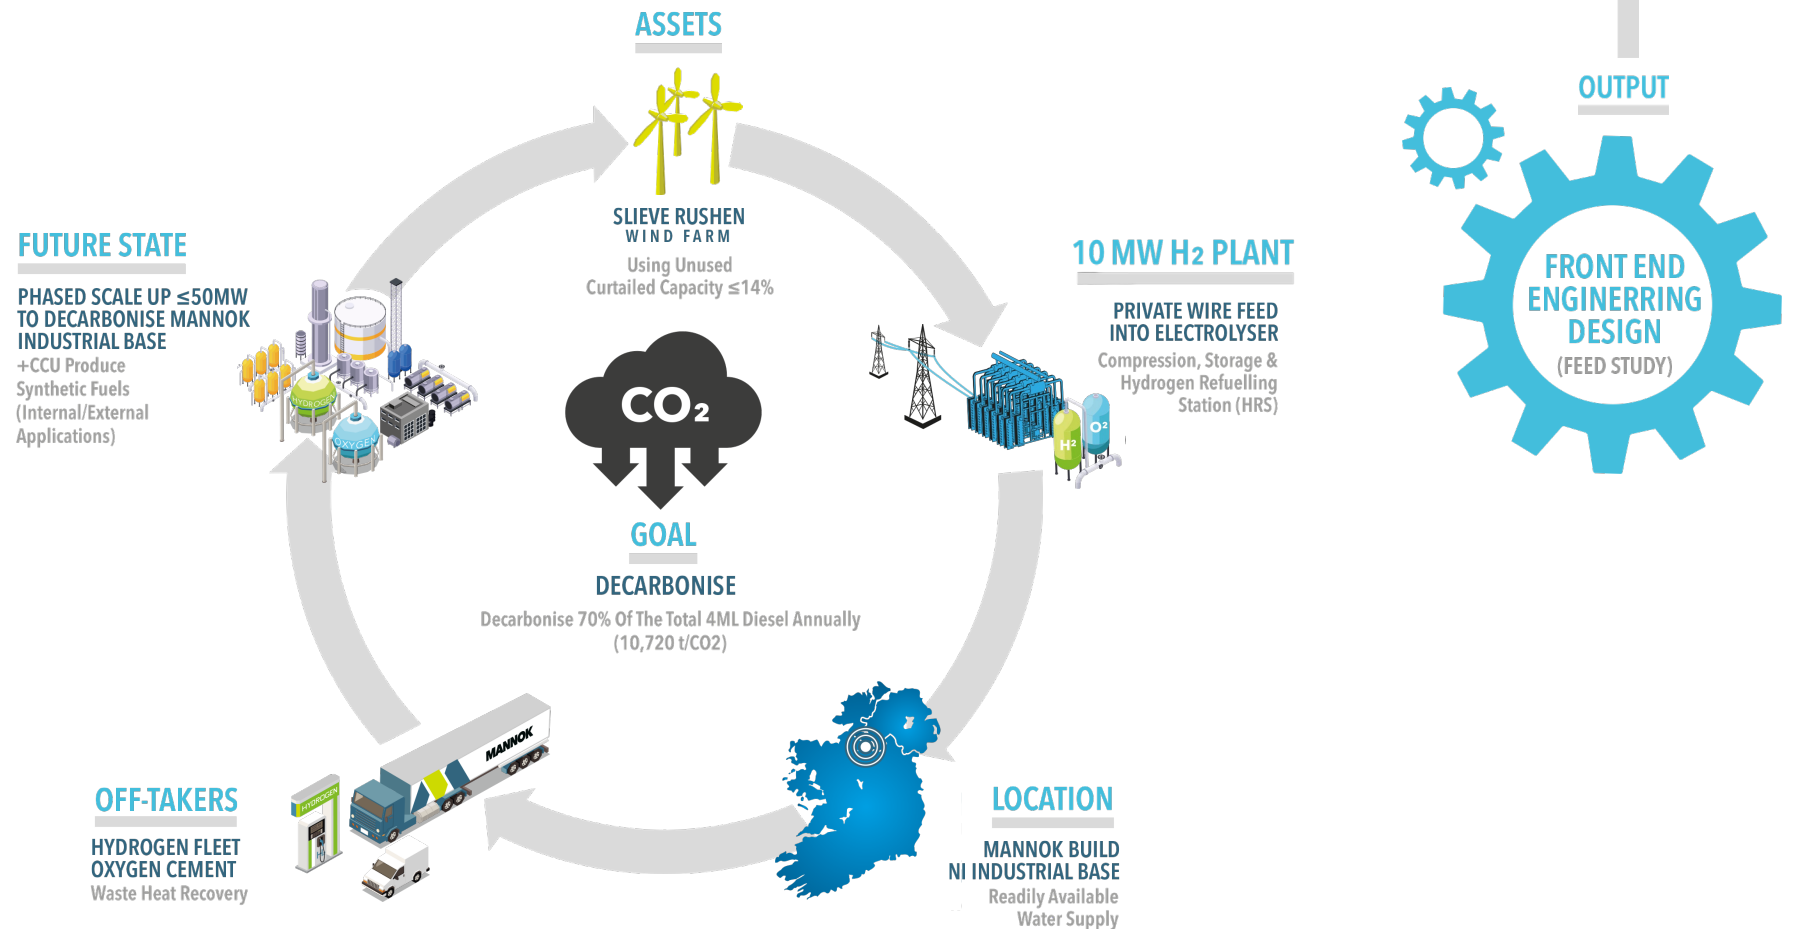 ASSETS
SLIEVE RUSHEN
WIND FARM
Using Unused
Curtailed Capacity ≤14%
10 MW H₂ PLANT
PRIVATE WIRE FEED
INTO ELECTROLYSER
Compression, Storage &
Hydrogen Refuelling
Station (HRS)
H²
O²
LOCATION
MANNOK BUILD
NI INDUSTRIAL BASE
Readily Available
Water Supply
OFF-TAKERS
HYDROGEN FLEET
OXYGEN CEMENT
Waste Heat Recovery
HYDROGEN
MANNOK
FUTURE STATE
PHASED SCALE UP ≤50MW
TO DECARBONISE MANNOK
INDUSTRIAL BASE
+CCU Produce
Synthetic Fuels
(Internal/External
Applications)
HYDROGEN
OXYGEN
CO₂
GOAL
DECARBONISE
Decarbonise 70% Of The Total 4ML Diesel Annually
(10,720 t/CO2)
OUTPUT
FRONT END
ENGINERRING
DESIGN
(FEED STUDY)